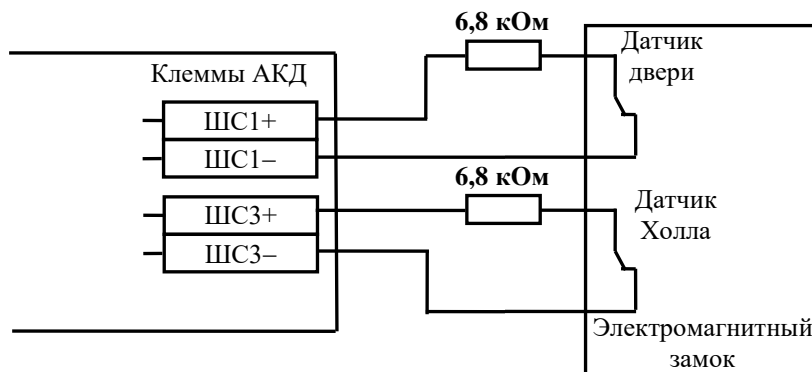 6,8 кОм
Датчик
двери
Клеммы АКД
ШС1+
ШС1−
6,8 кОм
ШС3+
ШС3−
Датчик
Холла
Электромагнитный
замок